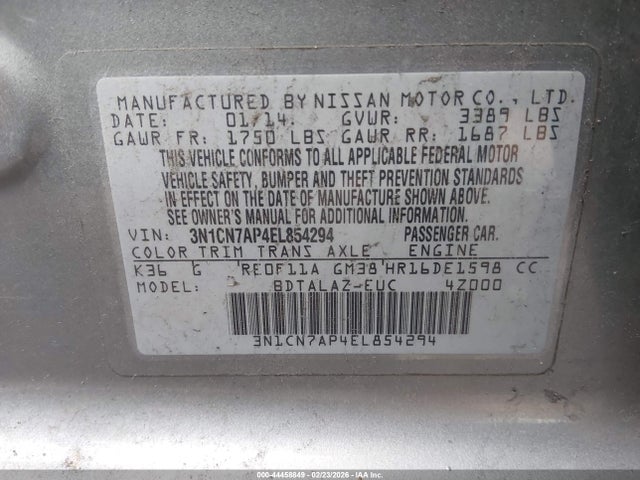 MANUFACTURED BY NISSAN MOTOR CO., LTD.
DATE: 01/14. GVWR: 3389 LBS
GAWR FR: 1750 LBS GAWR RR: 1687 LBS
THIS VEHICLE CONFORMS TO ALL APPLICABLE FEDERAL MOTOR
VEHICLE SAFETY, BUMPER AND THEFT PREVENTION STANDARDS
IN EFFECT ON THE DATE OF MANUFACTURE SHOWN ABOVE.
SEE OWNER'S MANUAL FOR ADDITIONAL INFORMATION.
VIN: 3N1CN7AP4EL854294 PASSENGER CAR.
COLOR TRIM TRANS AXLE ENGINE
K36 G RE0F11A GM38 HR16DE1598 CC
MODEL: BDTALAZ-EUC 4Z000
3N1CN7AP4EL854294
000-44458849 - 02/23/2026 - IAAI.COM